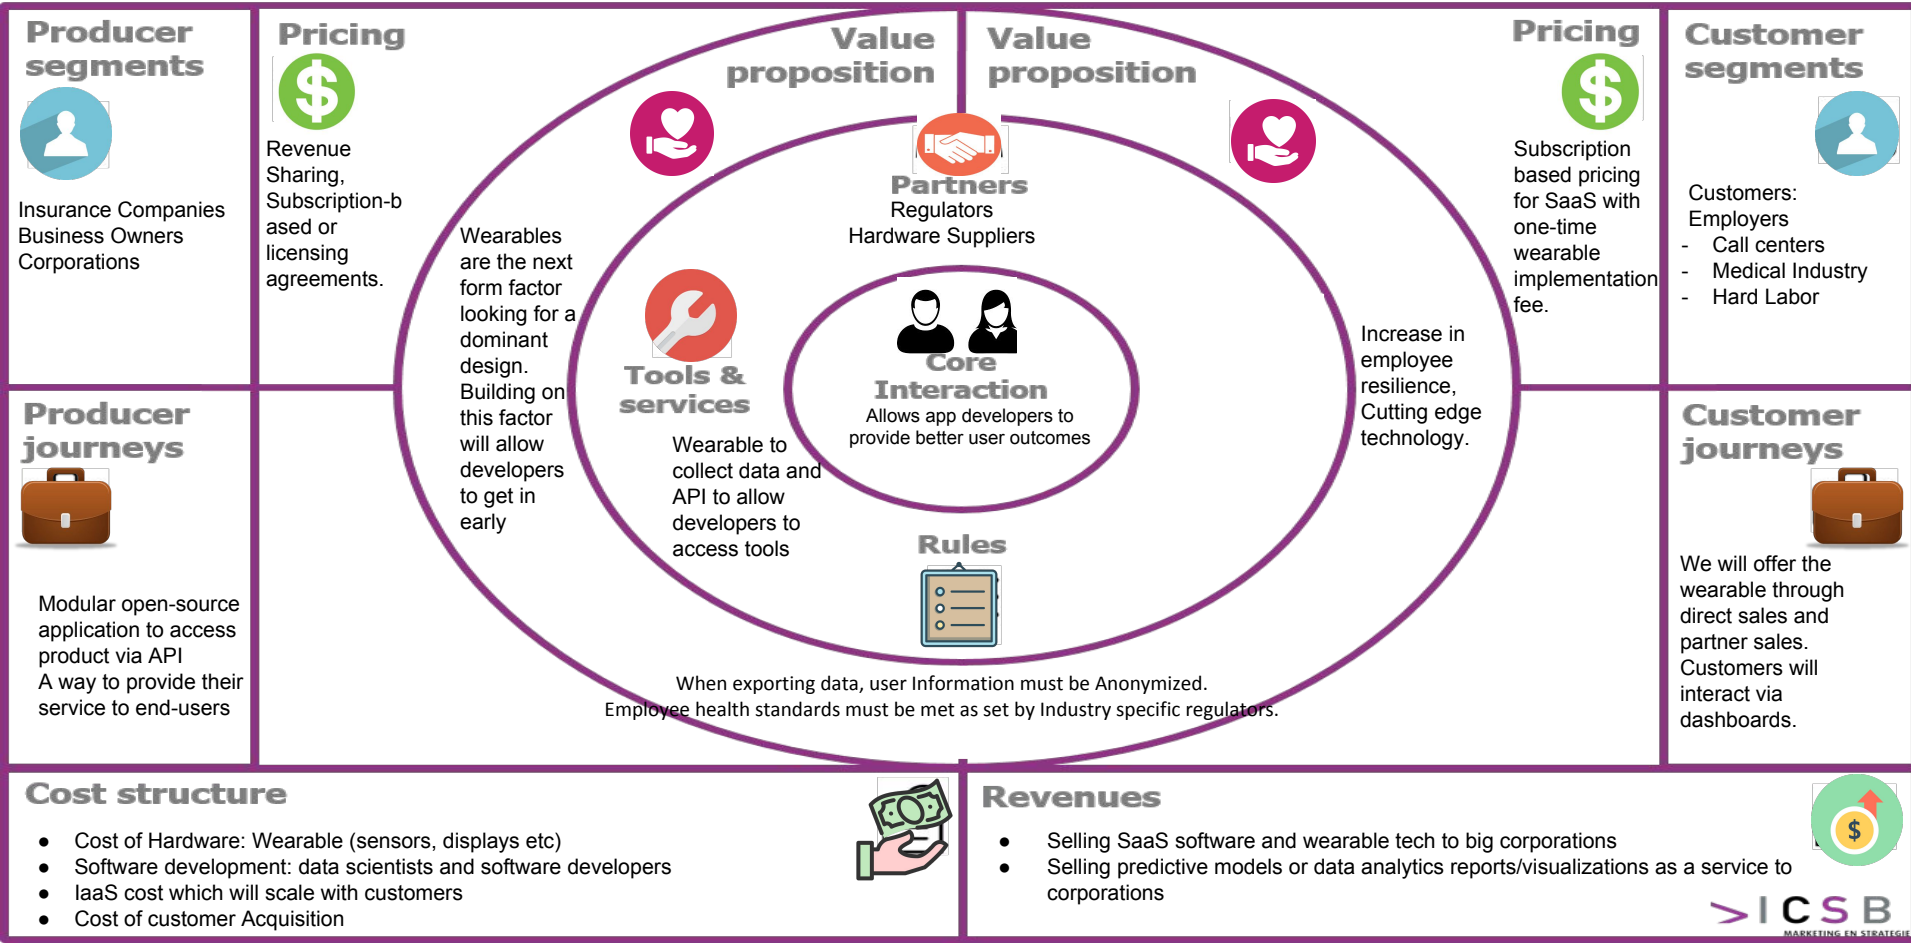 Producer
segments
Insurance Companies
Business Owners
Corporations
Pricing
Revenue
Sharing,
Subscription-b
ased or
licensing
agreements.
Value
proposition
Wearables
are the next
form factor
looking for a
dominant
design.
Building on
this factor
will allow
developers
to get in
early
Value
proposition
Increase in
employee
resilience,
Cutting edge
technology.
Partners
Regulators
Hardware Suppliers
Tools &
services
Wearable to
collect data and
API to allow
developers to
access tools
Core
Interaction
Allows app developers to
provide better user outcomes
Rules
When exporting data, user Information must be Anonymized.
Employee health standards must be met as set by Industry specific regulators.
Pricing
Subscription
based pricing
for SaaS with
one-time
wearable
implementation
fee.
Customer
segments
Customers:
Employers
- Call centers
- Medical Industry
- Hard Labor
Producer
journeys
Modular open-source
application to access
product via API
A way to provide their
service to end-users
Customer
journeys
We will offer the
wearable through
direct sales and
partner sales.
Customers will
interact via
dashboards.
Cost structure
● Cost of Hardware: Wearable (sensors, displays etc)
● Software development: data scientists and software developers
● IaaS cost which will scale with customers
● Cost of customer Acquisition
Revenues
● Selling SaaS software and wearable tech to big corporations
● Selling predictive models or data analytics reports/visualizations as a service to
corporations
>ICSB
MARKETING EN STRATEGIE